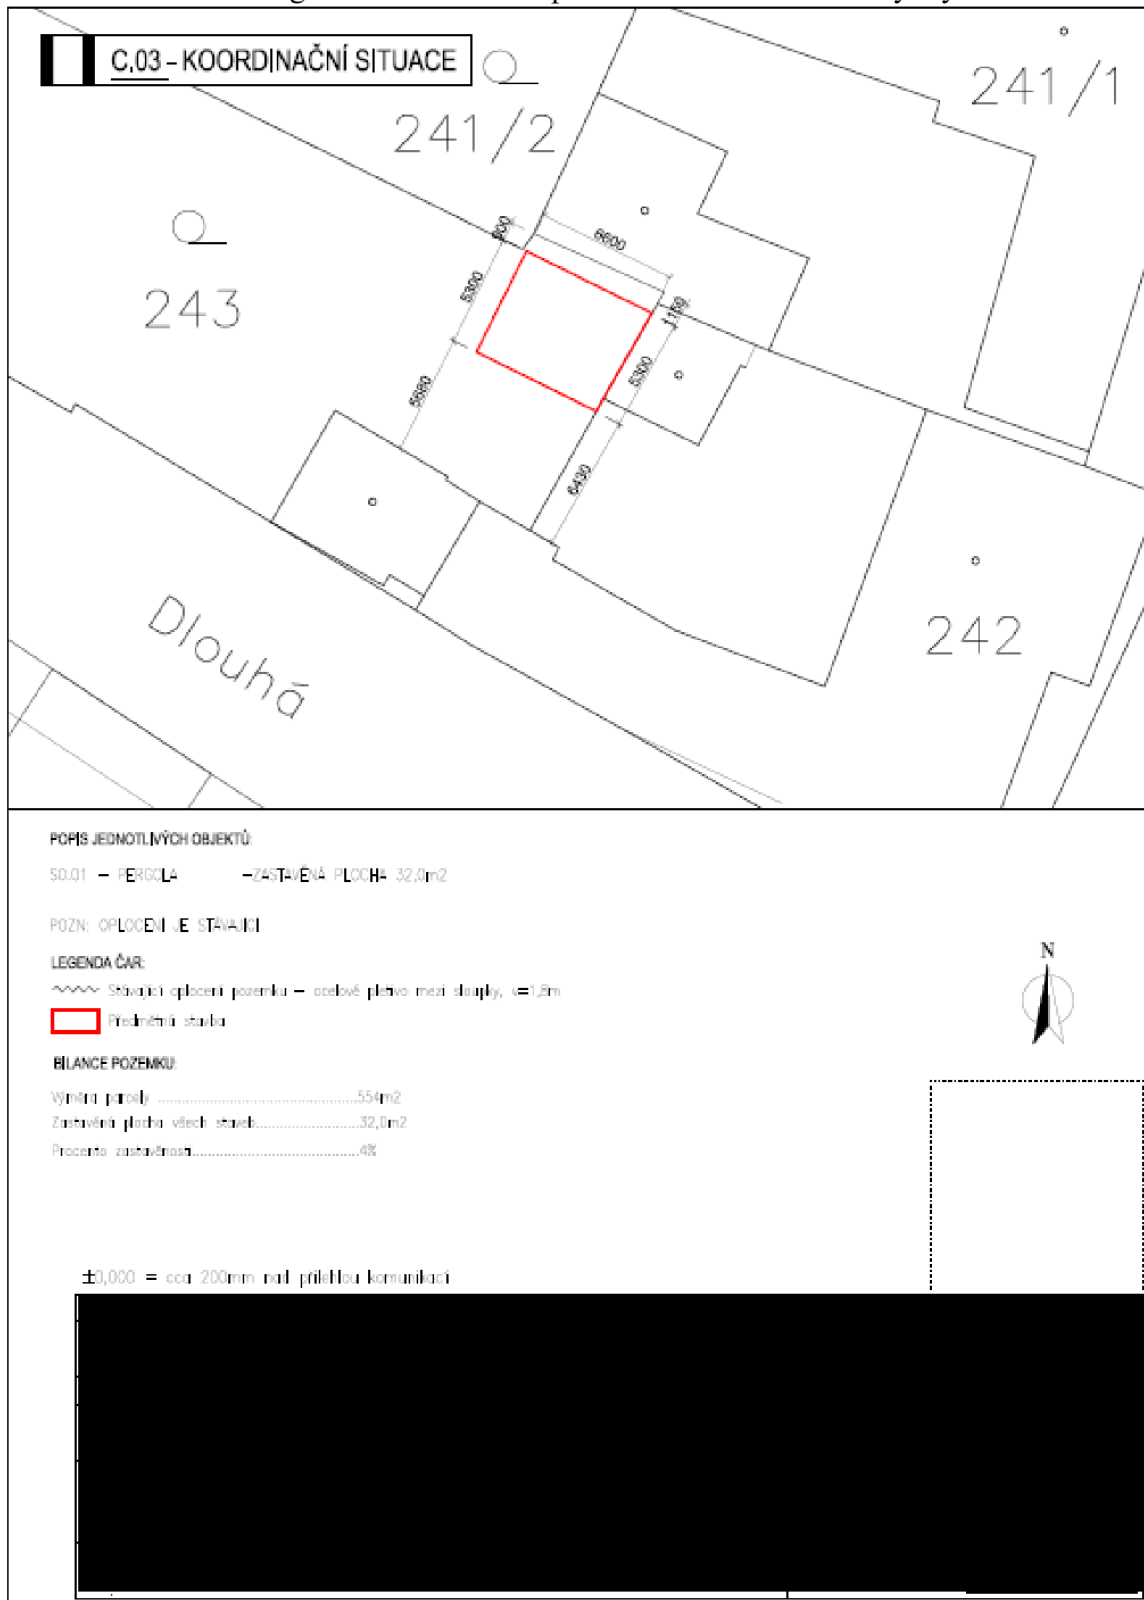 C.03 - KOORDINAČNÍ SITUACE
241/1
241/2
243
6600
5300
5300
5680
6430
242
Dlouhá
POPIS JEDNOTLIVÝCH OBJEKTŮ:
SO.01 - PERGOLA -ZASTAVĚNÁ PLOCHA 32,0m2
POZN: OPLOCENÍ JE STÁVAJÍCÍ
LEGENDA ČAR:
Stávající oplocení pozemku - ocelové pletivo mezi sloupky, v=1,8m
Předmětná stavba
BILANCE POZEMKU:
Výměra parcely ...............................................554m2
Zastavěná plocha všech staveb........................32,0m2
Procento zastavěnosti.......................................4%
N
±0,000 = cca 200mm nad přilehlou komunikací